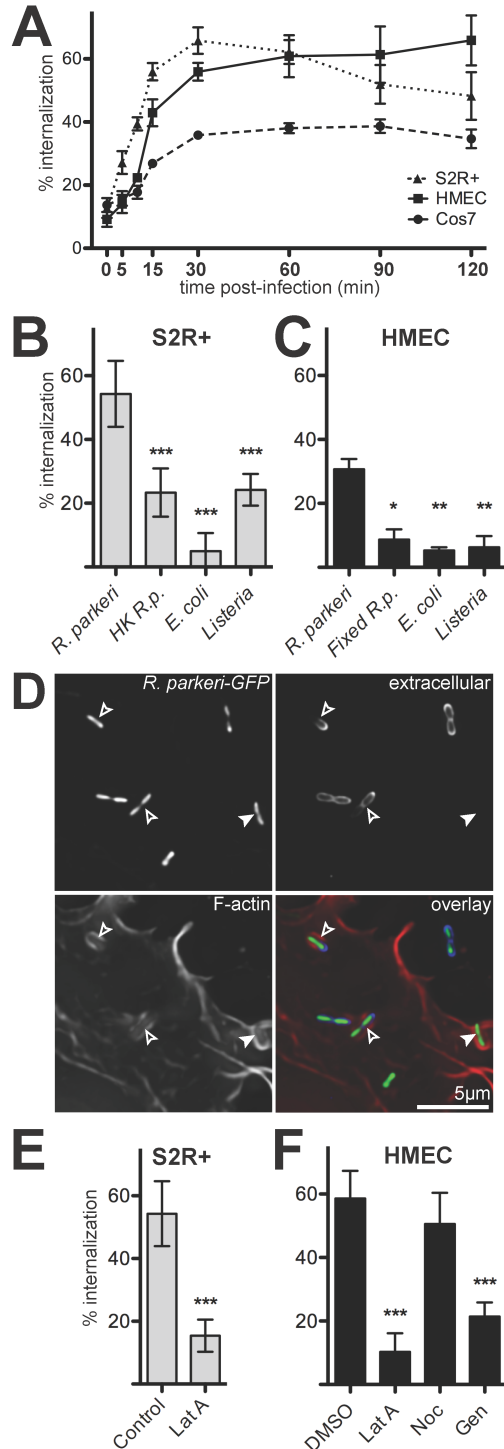 A
% internalization
60
40
20
0
S2R+
HMEC
Cos7
0 5 15 30 60 90 120
time post-infection (min)
B
S2R+
% internalization
60
40
20
***
***
***
R. parkeri
HK R.p.
E. coli
Listeria
C
HMEC
60
40
20
*
**
**
R. parkeri
Fixed R.p.
E. coli
Listeria
D
R. parkeri-GFP
extracellular
F-actin
overlay
5µm
E
S2R+
% internalization
60
40
20
***
Control
Lat A
F
HMEC
60
40
20
***
***
DMSO
Lat A
Noc
Gen